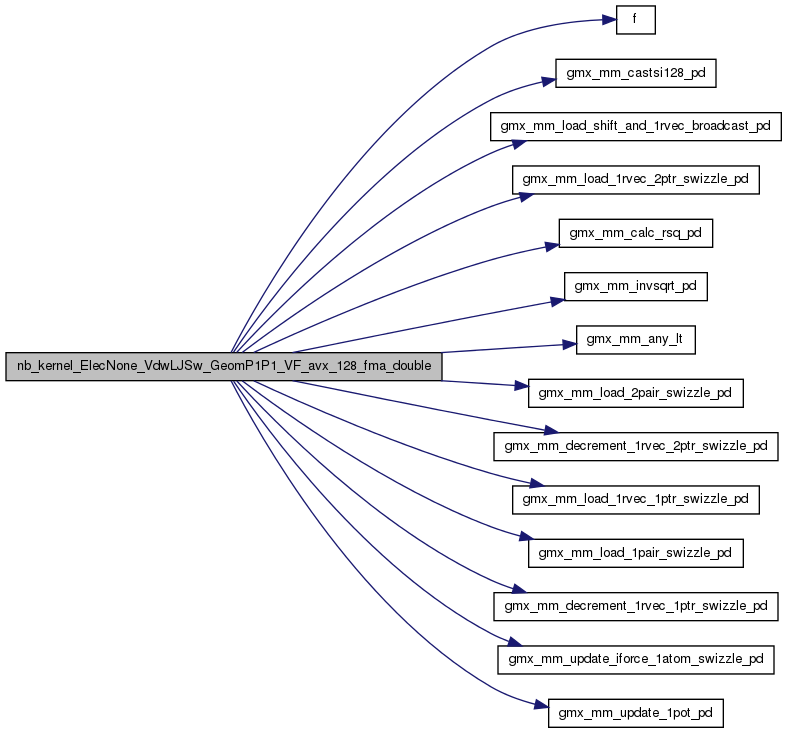 f
gmx_mm_castsi128_pd
gmx_mm_load_shift_and_1rvec_broadcast_pd
gmx_mm_load_1rvec_2ptr_swizzle_pd
gmx_mm_calc_rsq_pd
gmx_mm_invsqrt_pd
gmx_mm_any_lt
nb_kernel_ElecNone_VdwLJSw_GeomP1P1_VF_avx_128_fma_double
gmx_mm_load_2pair_swizzle_pd
gmx_mm_decrement_1rvec_2ptr_swizzle_pd
gmx_mm_load_1rvec_1ptr_swizzle_pd
gmx_mm_load_1pair_swizzle_pd
gmx_mm_decrement_1rvec_1ptr_swizzle_pd
gmx_mm_update_iforce_1atom_swizzle_pd
gmx_mm_update_1pot_pd